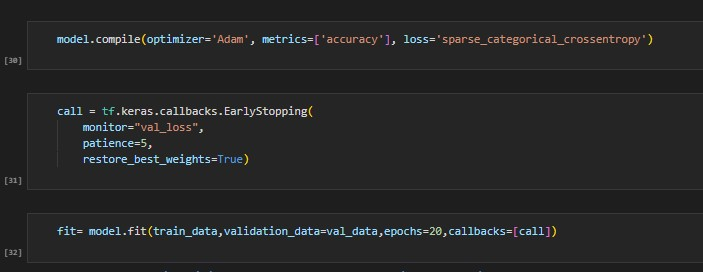 model.compile(optimizer='Adam', metrics=['accuracy'], loss='sparse_categorical_crossentropy')
[30]
call = tf.keras.callbacks.EarlyStopping(
monitor="val_loss",
patience=5,
restore_best_weights=True)
[31]
fit= model.fit(train_data,validation_data=val_data,epochs=20,callbacks=[call])
[32]